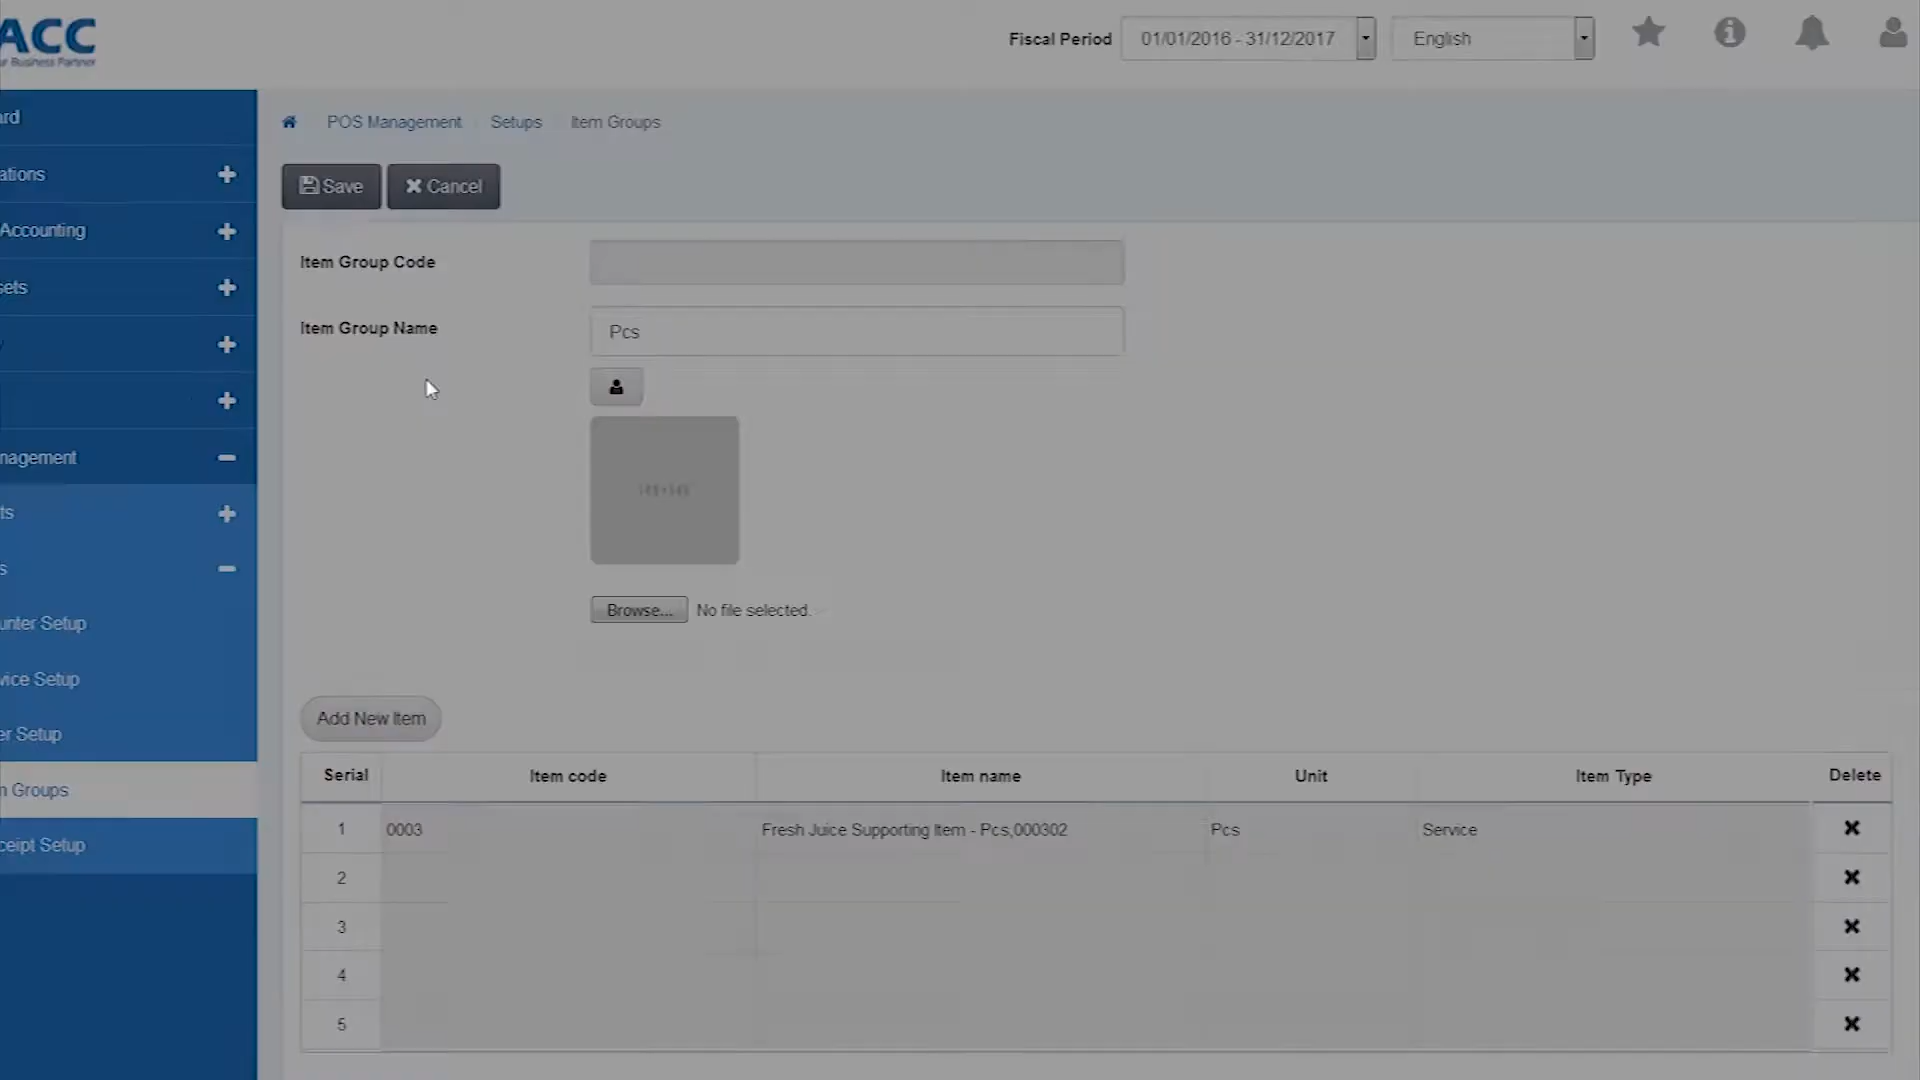 ACC
Business Partner
Fiscal Period
01/01/2016 - 31/12/2017
English
ard
ations
Accounting
sets
nagement
ts
s
unter Setup
vice Setup
er Setup
n Groups
ceipt Setup
POS Management
Setups
Item Groups
Save
Cancel
Item Group Code
Item Group Name
Pcs
Browse...
No file selected.
Add New Item
Serial Item code Item name Unit Item Type Delete
1 0003 Fresh Juice Supporting Item - Pcs,000302 Pcs Service
2
3
4
5